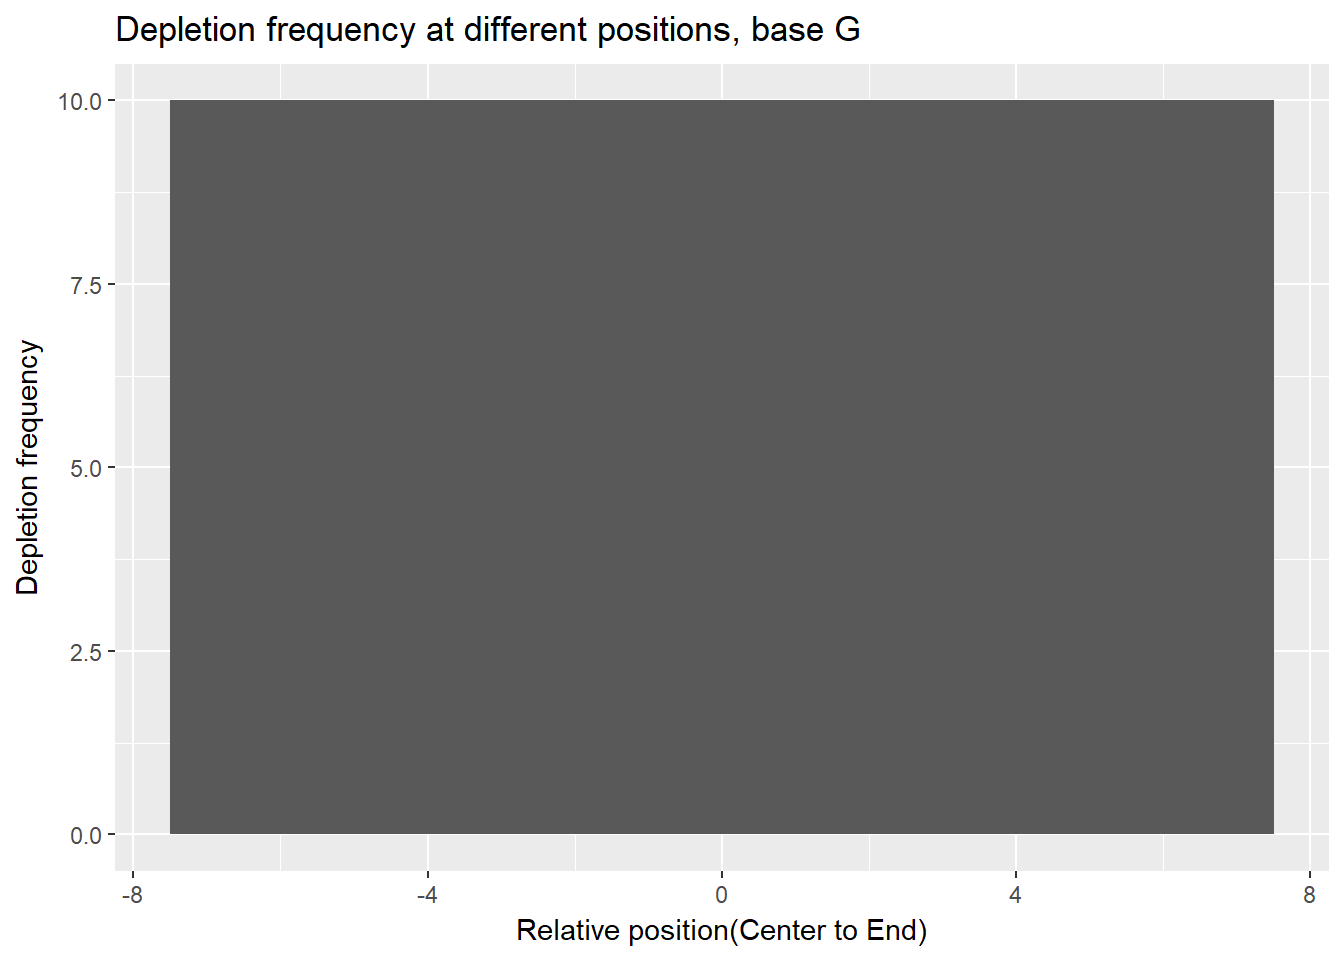 Depletion frequency at different positions, base G
10.0
7.5
5.0
2.5
0.0
Depletion frequency
-8 -4 0 4 8
Relative position(Center to End)